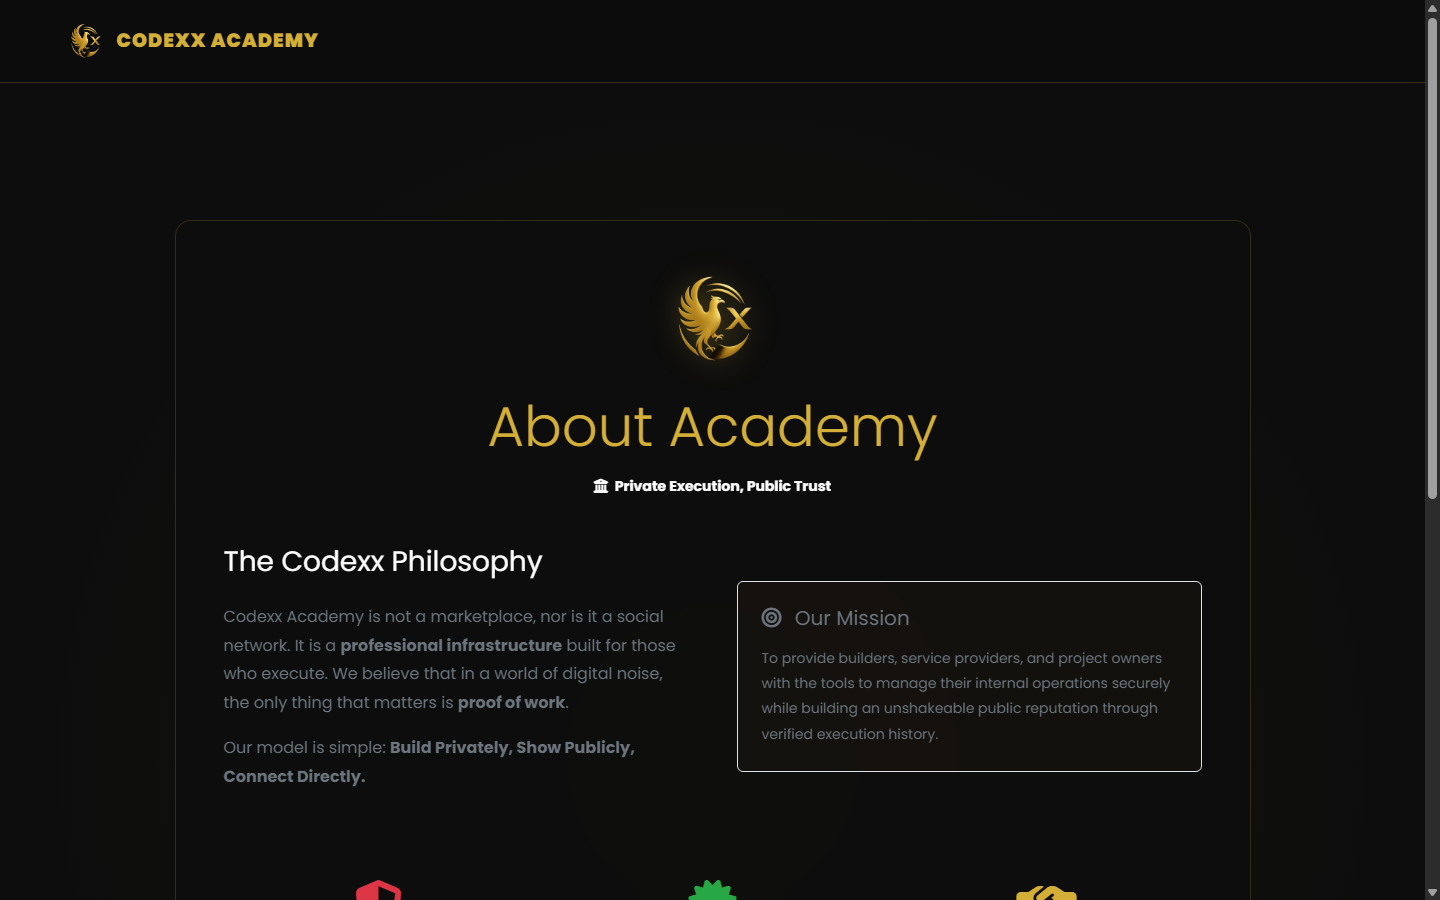 CODEXX ACADEMY
About Academy
Private Execution, Public Trust
The Codexx Philosophy
Codexx Academy is not a marketplace, nor is it a social
network. It is a professional infrastructure built for those
who execute. We believe that in a world of digital noise,
the only thing that matters is proof of work.
Our model is simple: Build Privately, Show Publicly,
Connect Directly.
Our Mission
To provide builders, service providers, and project owners
with the tools to manage their internal operations securely
while building an unshakeable public reputation through
verified execution history.